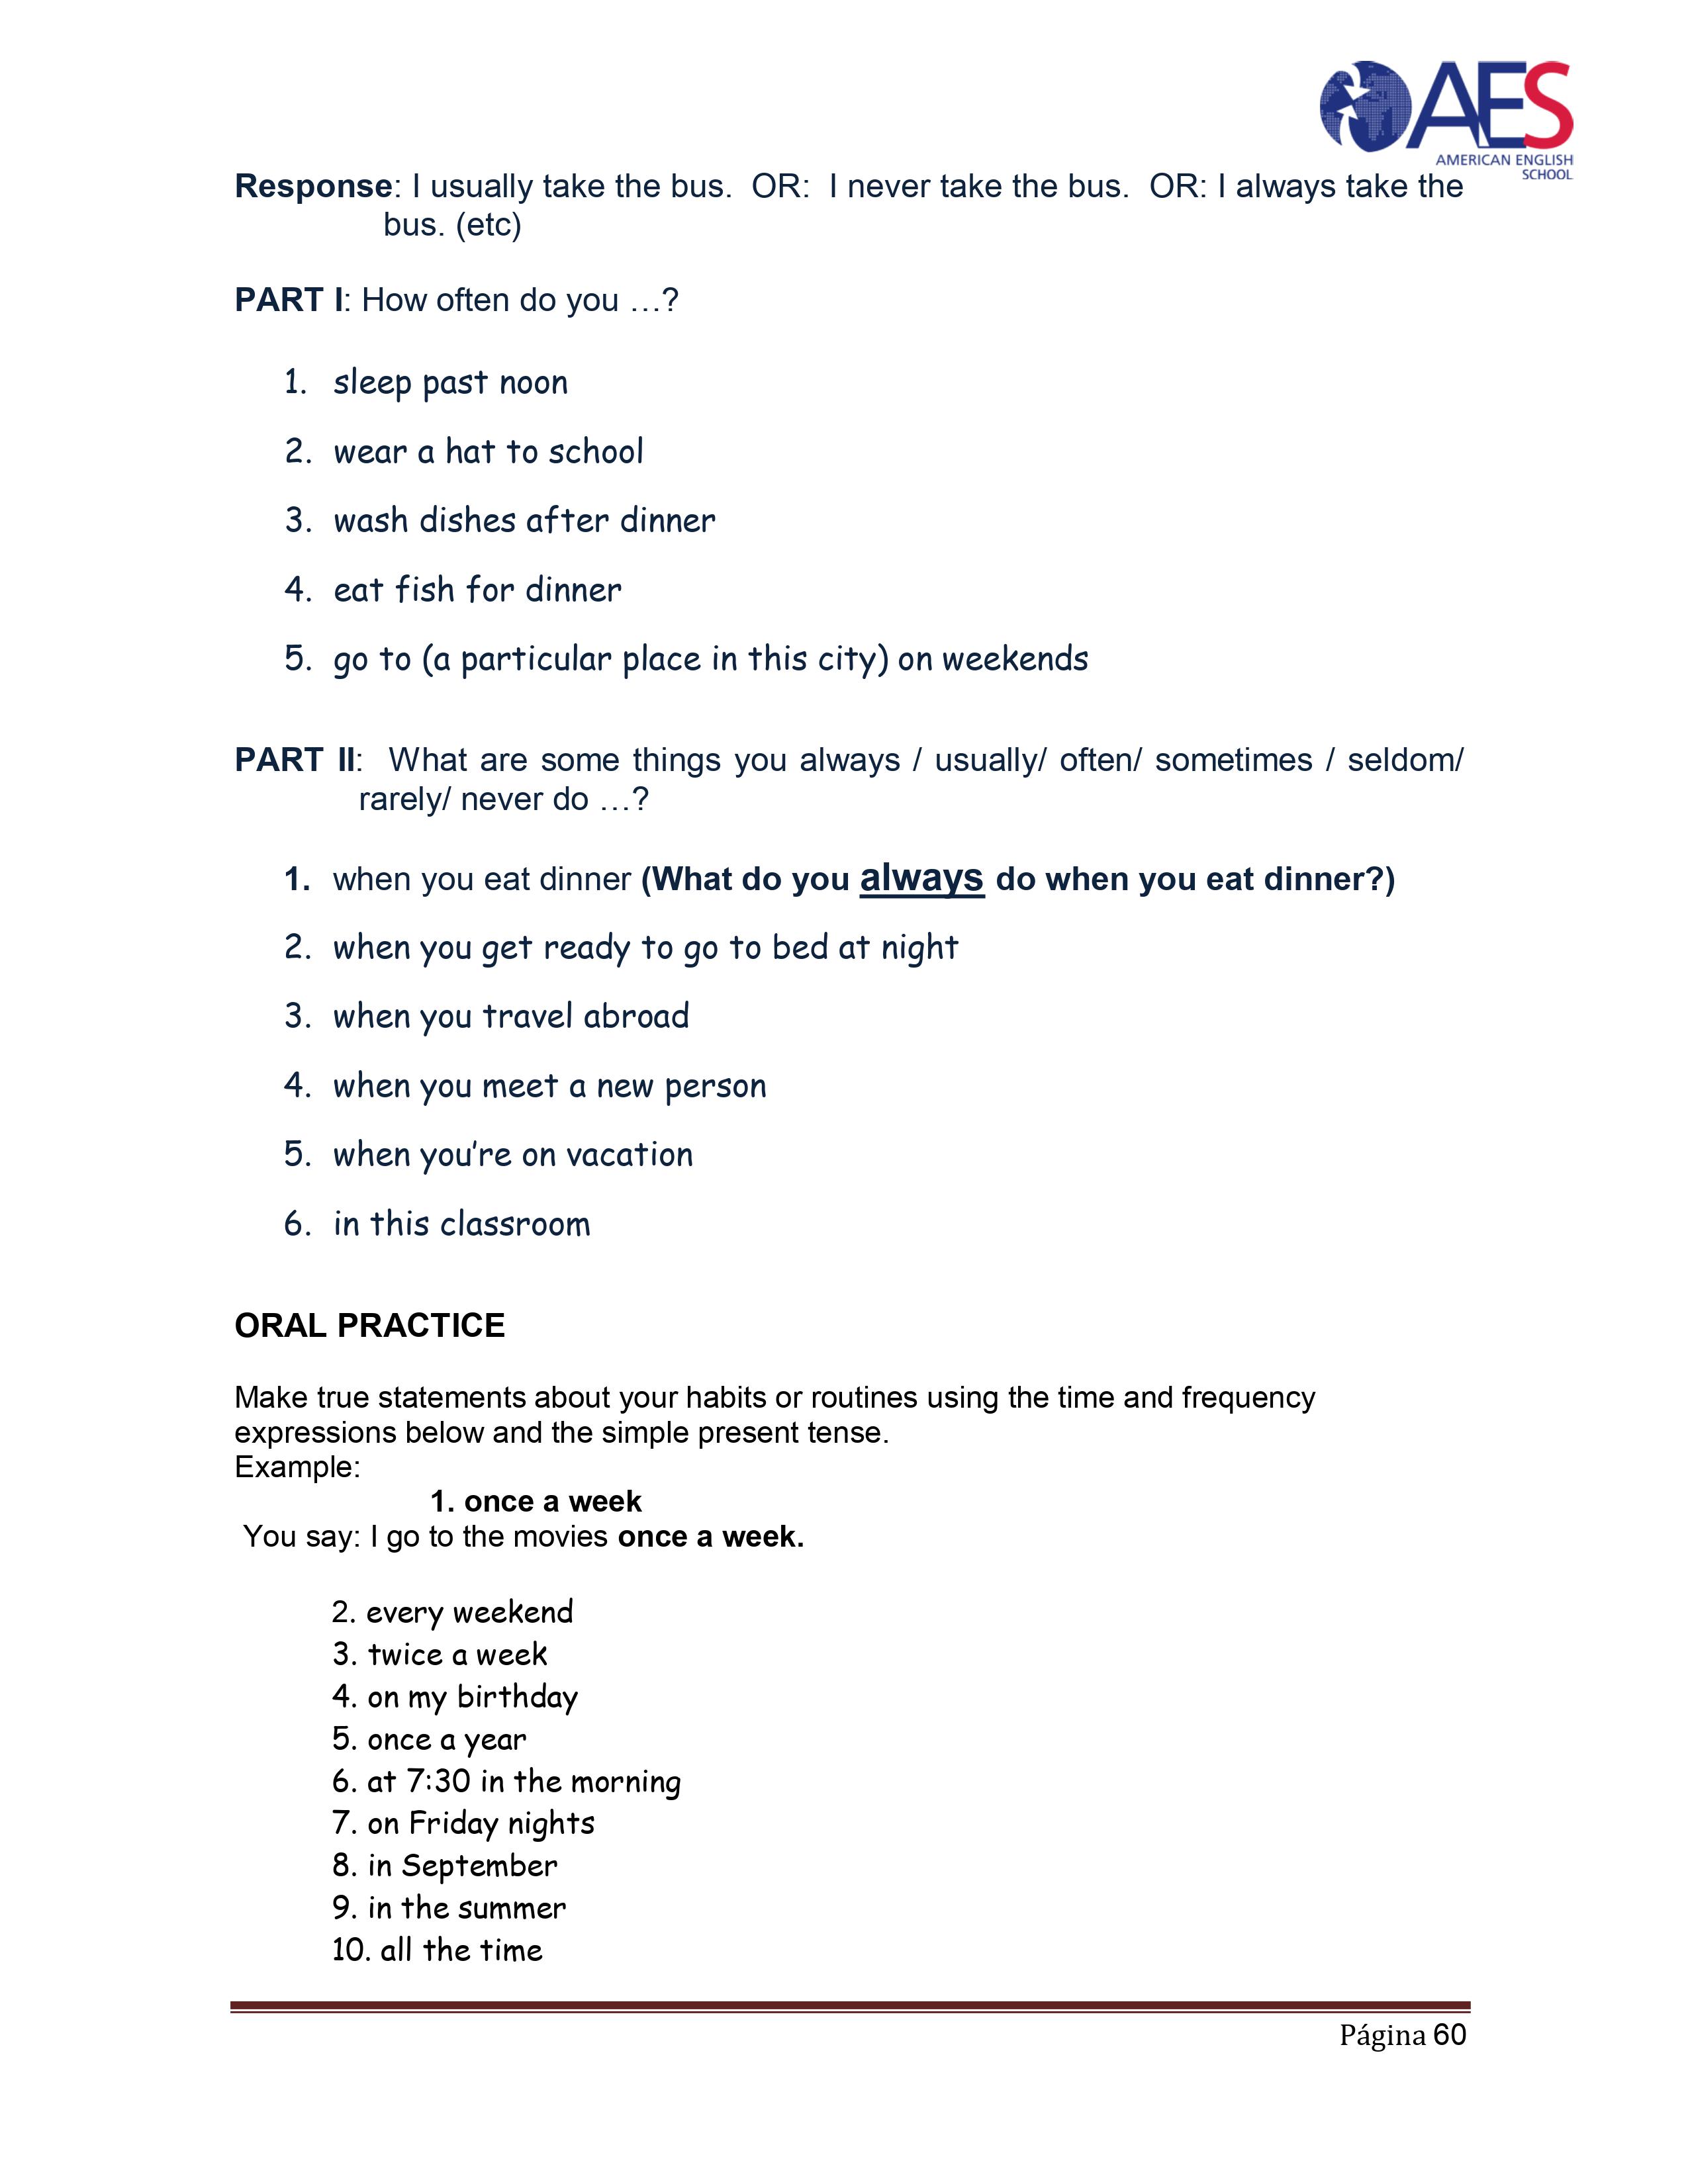 AES
AMERICAN ENGLISH
SCHOOL
Response: I usually take the bus.  OR:  I never take the bus.  OR: I always take the
bus. (etc)
PART I: How often do you …?
1. sleep past noon
2. wear a hat to school
3. wash dishes after dinner
4. eat fish for dinner
5. go to (a particular place in this city) on weekends
PART II:  What are some things you always / usually/ often/ sometimes / seldom/
rarely/ never do …?
1. when you eat dinner (What do you always do when you eat dinner?)
2. when you get ready to go to bed at night
3. when you travel abroad
4. when you meet a new person
5. when you’re on vacation
6. in this classroom
ORAL PRACTICE
Make true statements about your habits or routines using the time and frequency
expressions below and the simple present tense.
Example:
1. once a week
You say: I go to the movies once a week.
2. every weekend
3. twice a week
4. on my birthday
5. once a year
6. at 7:30 in the morning
7. on Friday nights
8. in September
9. in the summer
10. all the time
Página 60